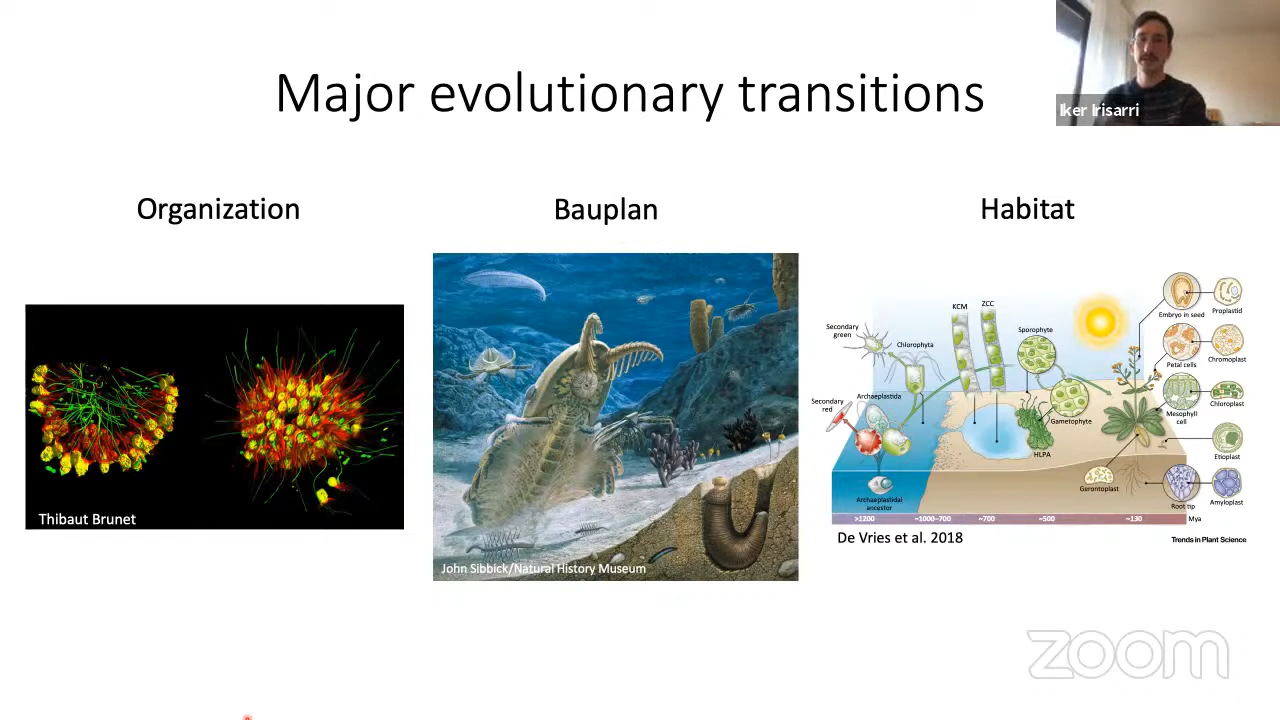 Major evolutionary transitions
Iker Irisarri
Organization
Bauplan
Habitat
Thibaut Brunet
John Sibbick/Natural History Museum
KCM
ZCC
Secondary
green
Chlorophyta
Sporophyte
Embryo in seed
Proplastid
Petal cells
Chromoplast
Secondary
red
Archaeplastida
Mesophyll
cell
Chloroplast
Gametophyte
HLPA
Etioplast
Gerontoplast
Archaeplastidal
ancestor
Root tip
Amyloplast
>1200
~1000–700
~700
~500
~130
Mya
De Vries et al. 2018
Trends in Plant Science
zoom